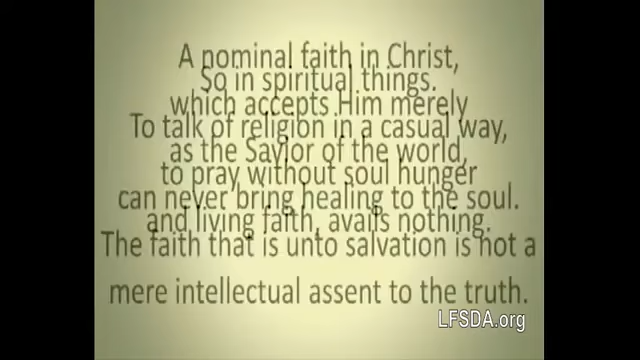 A nominal faith in Christ,
So in spiritual things.
which accepts Him merely
To talk of religion in a casual way,
as the Savior of the world,
to pray without soul hunger
can never bring healing to the soul.
and living faith, avails nothing.
The faith that is unto salvation is not a
mere intellectual assent to the truth.
LFSDA.org